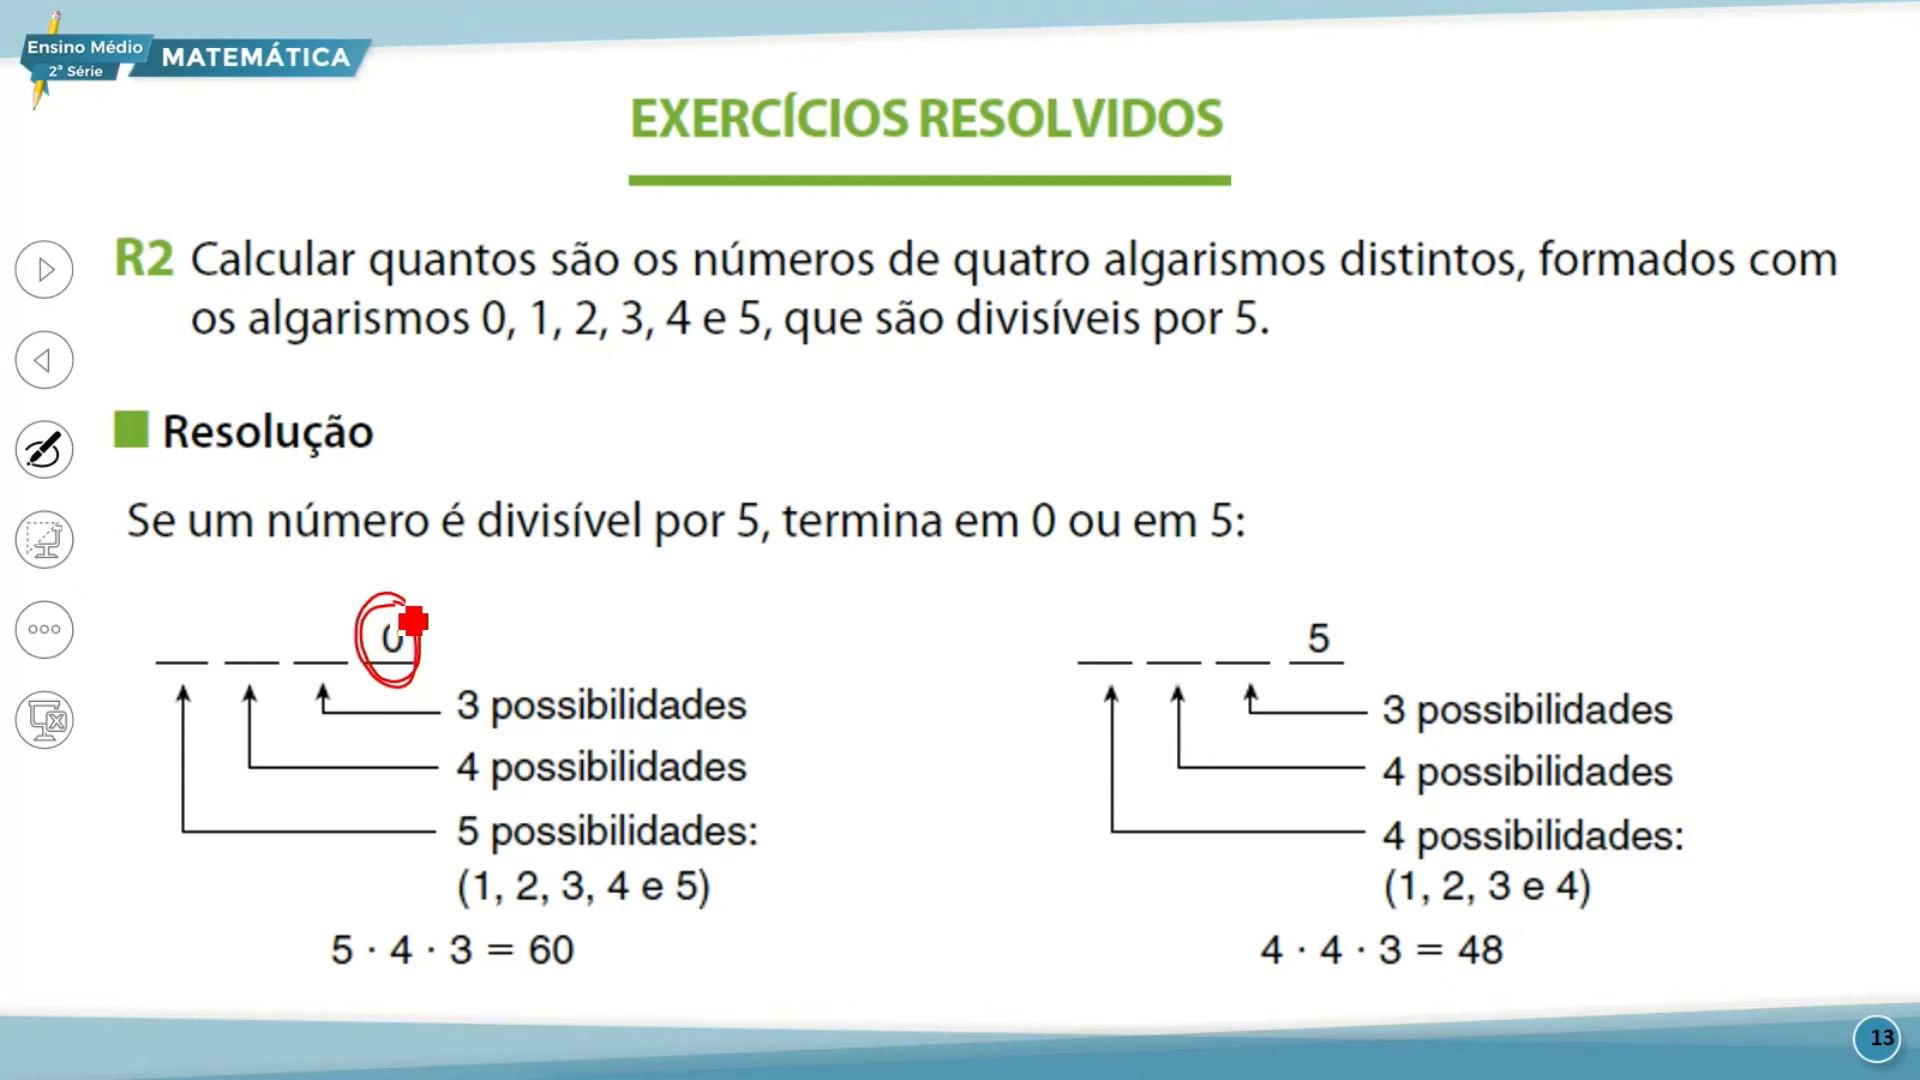 Ensino Médio
2ª Série
MATEMÁTICA
EXERCÍCIOS RESOLVIDOS
R2 Calcular quantos são os números de quatro algarismos distintos, formados com
os algarismos 0, 1, 2, 3, 4 e 5, que são divisíveis por 5.
Resolução
Se um número é divisível por 5, termina em 0 ou em 5:
0
3 possibilidades
4 possibilidades
5 possibilidades:
(1, 2, 3, 4 e 5)
5 · 4 · 3 = 60
5
3 possibilidades
4 possibilidades
4 possibilidades:
(1, 2, 3 e 4)
4 · 4 · 3 = 48
13